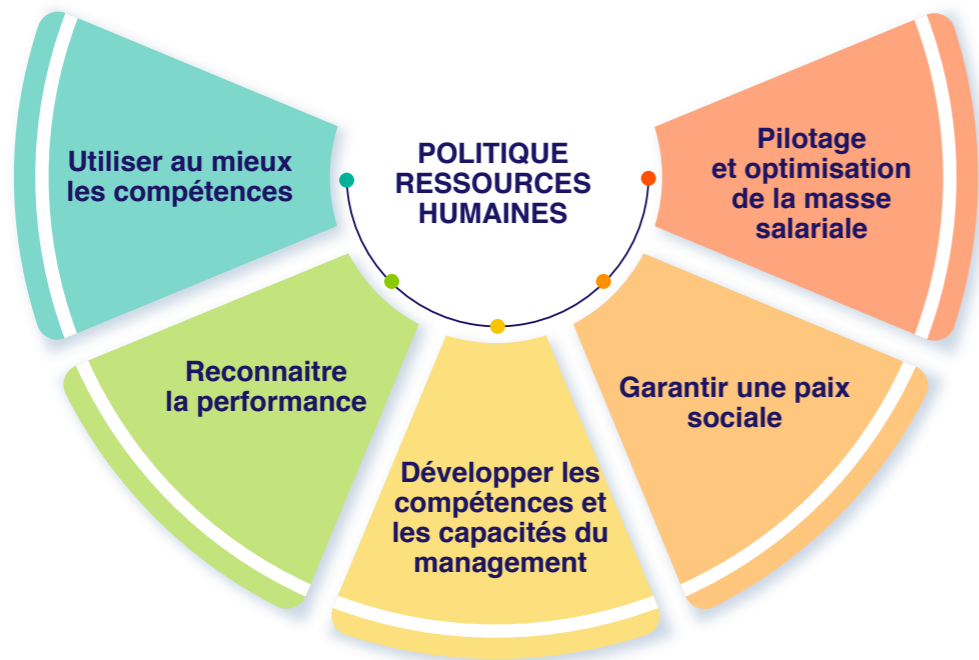 POLITIQUE
RESSOURCES
HUMAINES
Utiliser au mieux
les compétences
Reconnaitre
la performance
Développer les
compétences et
les capacités du
management
Garantir une paix
sociale
Pilotage
et optimisation
de la masse
salariale